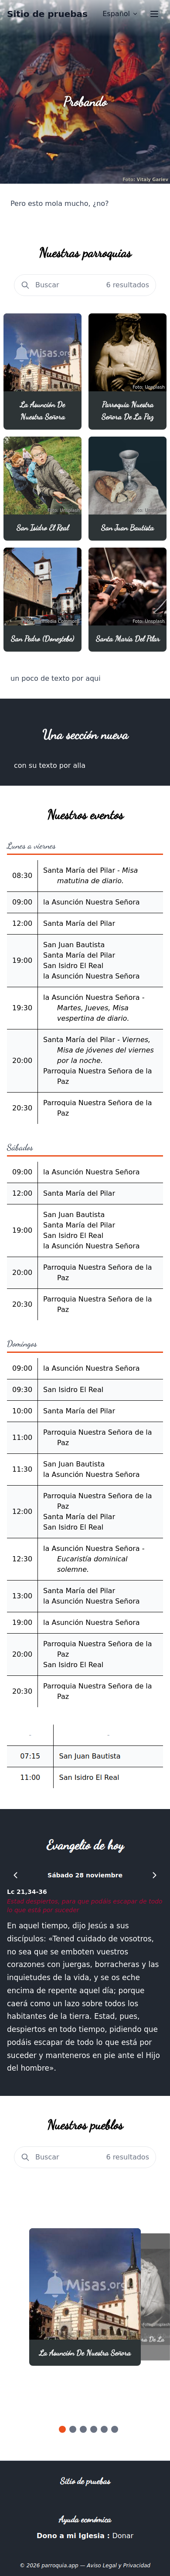 Sitio de pruebas
Español
Probando
Foto: Vitaly Gariev
Pero esto mola mucho, ¿no?
Nuestras parroquias
Buscar
6 resultados
Misas.org
La Asunción De
Nuestra Señora
Foto: Unsplash
Parroquia Nuestra
Señora De La Paz
Foto: Unsplash
San Isidro El Real
Foto: Unsplash
San Juan Bautista
San Pedro (Doneztebe)
Foto: Unsplash
Santa María Del Pilar
un poco de texto por aquí
Una sección nueva
con su texto por alla
Nuestros eventos
Lunes a viernes
08:30
Santa María del Pilar - Misa
matutina de diario.
09:00
la Asunción Nuestra Señora
12:00
Santa María del Pilar
19:00
San Juan Bautista
Santa María del Pilar
San Isidro El Real
la Asunción Nuestra Señora
19:30
la Asunción Nuestra Señora -
Martes, Jueves, Misa
vespertina de diario.
20:00
Santa María del Pilar - Viernes,
Misa de jóvenes del viernes
por la noche.
Parroquia Nuestra Señora de la
Paz
20:30
Parroquia Nuestra Señora de la
Paz
Sábados
09:00
la Asunción Nuestra Señora
12:00
Santa María del Pilar
19:00
San Juan Bautista
Santa María del Pilar
San Isidro El Real
la Asunción Nuestra Señora
20:00
Parroquia Nuestra Señora de la
Paz
20:30
Parroquia Nuestra Señora de la
Paz
Domingos
09:00
la Asunción Nuestra Señora
09:30
San Isidro El Real
10:00
Santa María del Pilar
11:00
Parroquia Nuestra Señora de la
Paz
11:30
San Juan Bautista
la Asunción Nuestra Señora
12:00
Parroquia Nuestra Señora de la
Paz
Santa María del Pilar
San Isidro El Real
12:30
la Asunción Nuestra Señora -
Eucaristía dominical
solemne.
13:00
Santa María del Pilar
la Asunción Nuestra Señora
19:00
la Asunción Nuestra Señora
20:00
Parroquia Nuestra Señora de la
Paz
San Isidro El Real
20:30
Parroquia Nuestra Señora de la
Paz
-
-
07:15
San Juan Bautista
11:00
San Isidro El Real
Evangelio de hoy
Sábado 28 noviembre
Lc 21,34-36
Estad despiertos, para que podáis escapar de todo
lo que está por suceder
En aquel tiempo, dijo Jesús a sus
discípulos: «Tened cuidado de vosotros,
no sea que se emboten vuestros
corazones con juergas, borracheras y las
inquietudes de la vida, y se os eche
encima de repente aquel día; porque
caerá como un lazo sobre todos los
habitantes de la tierra. Estad, pues,
despiertos en todo tiempo, pidiendo que
podáis escapar de todo lo que está por
suceder y manteneros en pie ante el Hijo
del hombre».
Nuestros pueblos
Buscar
6 resultados
Misas.org
La Asunción De Nuestra Señora
Sitio de pruebas
Ayuda económica
Dono a mi Iglesia : Donar
© 2026 parroquia.app — Aviso Legal y Privacidad